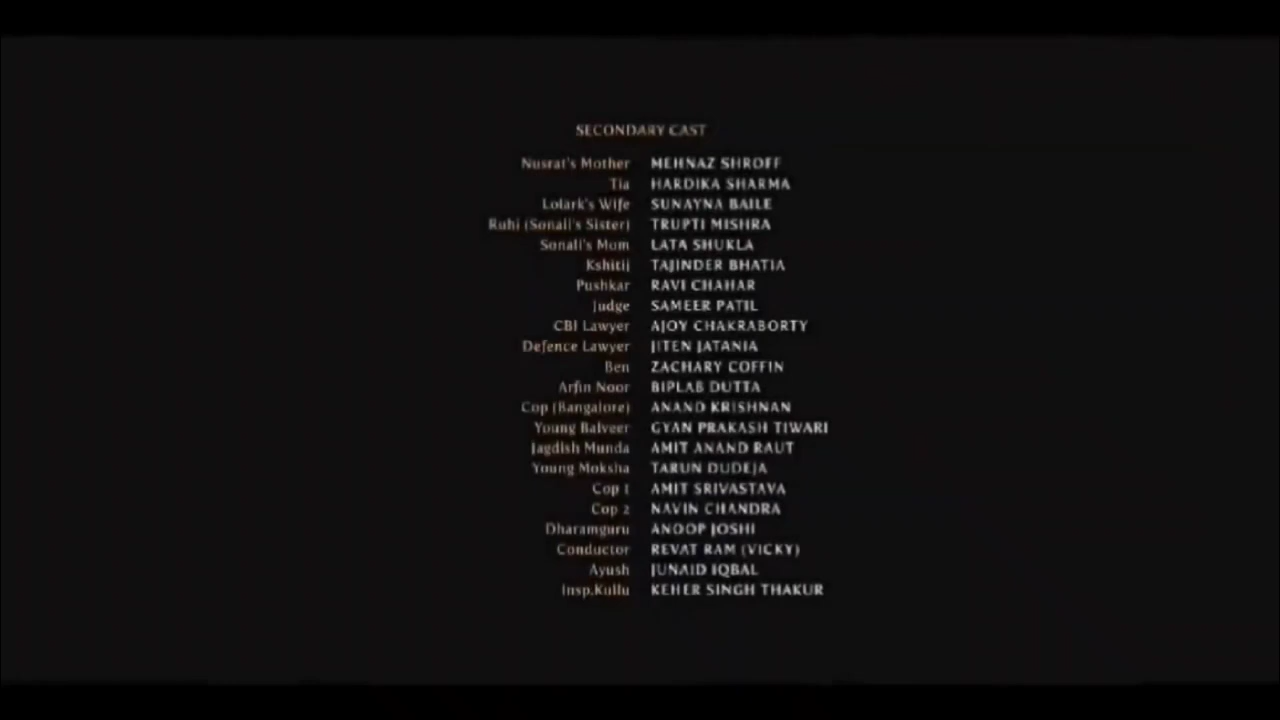 SECONDARY CAST
Nusrat's Mother MEHNAZ SHROFF
Tia HARDIKA SHARMA
Lolark's Wife SUNAYNA BAILE
Ruhi (Sonali's Sister) TRUPTI MISHRA
Sonali's Mom LATA SHUKLA
Kshitij TAJINDER BHATIA
Pushkar RAVI CHAHAR
Judge SAMEER PATIL
CBI Lawyer AJOY CHAKRABORTY
Defence Lawyer JITEN JATANIA
Ben ZACHARY COFFIN
Arfin Noor BIPLAB DUTTA
Cop (Bangalore) ANAND KRISHNAN
Young Balveer GYAN PRAKASH TIWARI
Jagdish Munda AMIT ANAND RAUT
Young Moksha TARUN DUDEJA
Cop 1 AMIT SRIVASTAVA
Cop 2 NAVIN CHANDRA
Dharamguru ANOOP JOSHI
Conductor REVAT RAM (VICKY)
Ayush JUNAID IQBAL
Insp.Kullu KEHER SINGH THAKUR